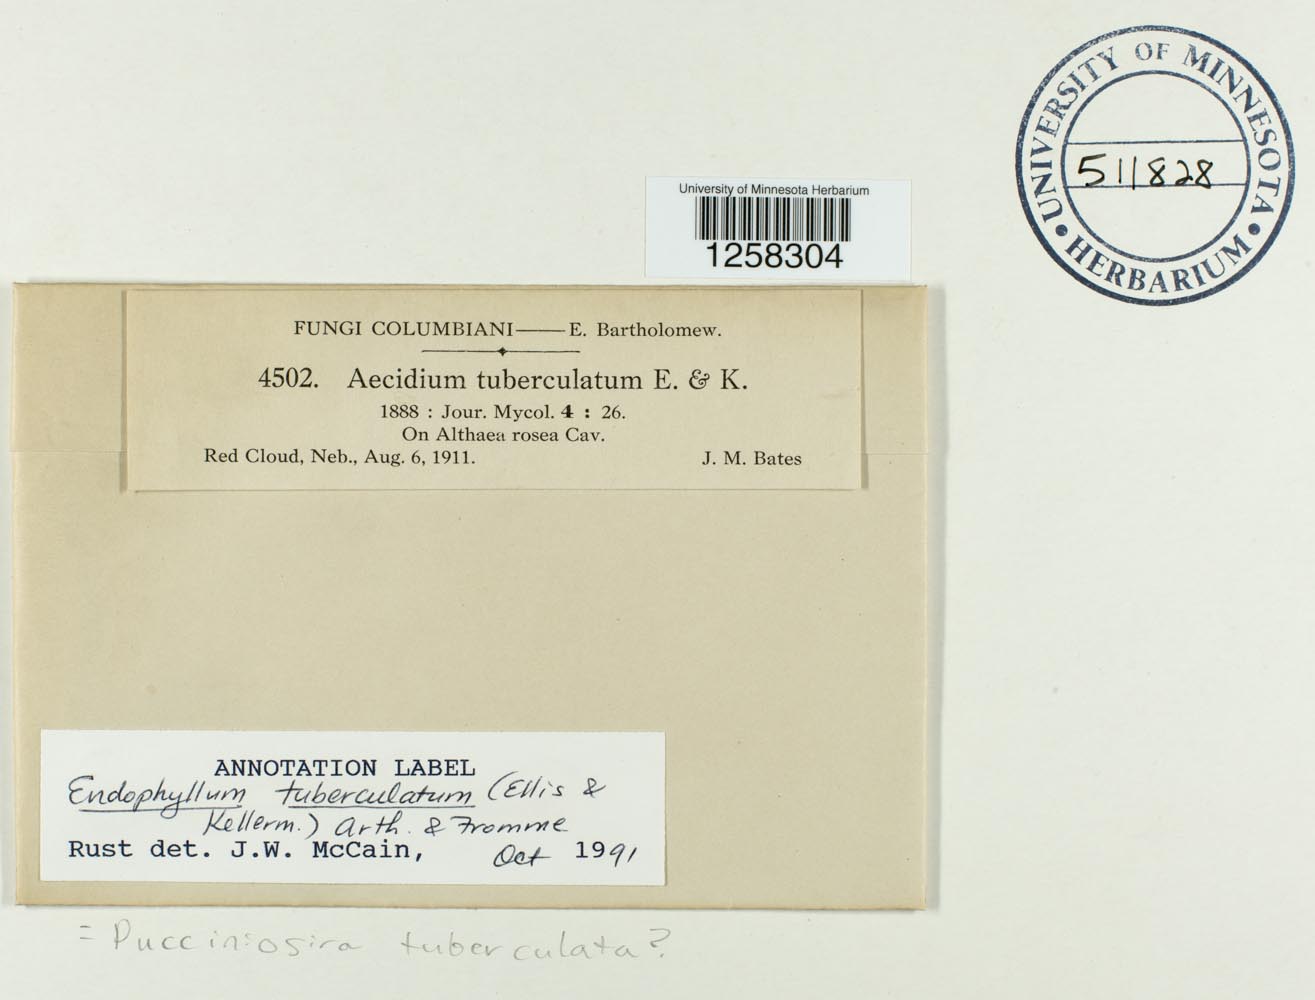 UNIVERSITY OF MINNESOTA
511828
• HERBARIUM •
University of Minnesota Herbarium
1258304
FUNGI COLUMBIANI—E. Bartholomew.
4502. Aecidium tuberculatum E. & K.
1888 : Jour. Mycol. 4 : 26.
On Althaea rosea Cav.
Red Cloud, Neb., Aug. 6, 1911. J. M. Bates
ANNOTATION LABEL
Endophyllum tuberculatum (Ellis &
Kellerm.) Arth. & Fromme
Rust det. J.W. McCain, Oct 1991
= Pucciniosira tuberculata?